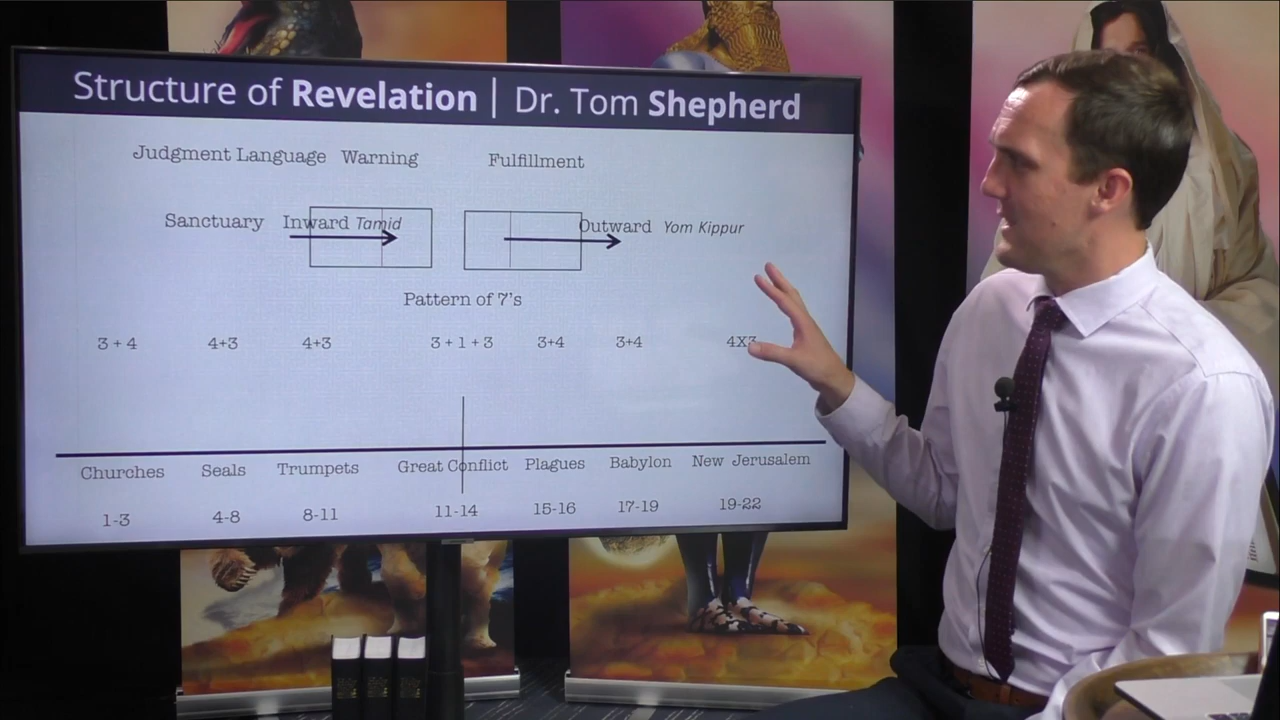 Structure of Revelation | Dr. Tom Shepherd
Judgment Language Warning Fulfillment
Sanctuary Inward Tamid Outward Yom Kippur
Pattern of 7's
3 + 4 4+3 4+3 3 + 1 + 3 3+4 3+4 4X3
Churches Seals Trumpets Great Conflict Plagues Babylon New Jerusalem
1-3 4-8 8-11 11-14 15-16 17-19 19-22